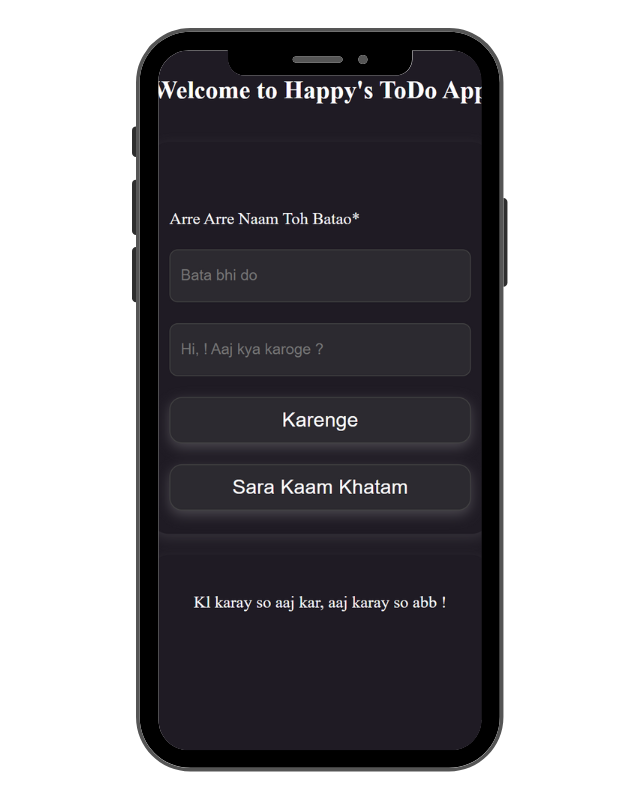 Welcome to Happy's ToDo App
Arre Arre Naam Toh Batao*
Bata bhi do
Hi, ! Aaj kya karoge ?
Karenge
Sara Kaam Khatam
Kl karay so aaj kar, aaj karay so abb !